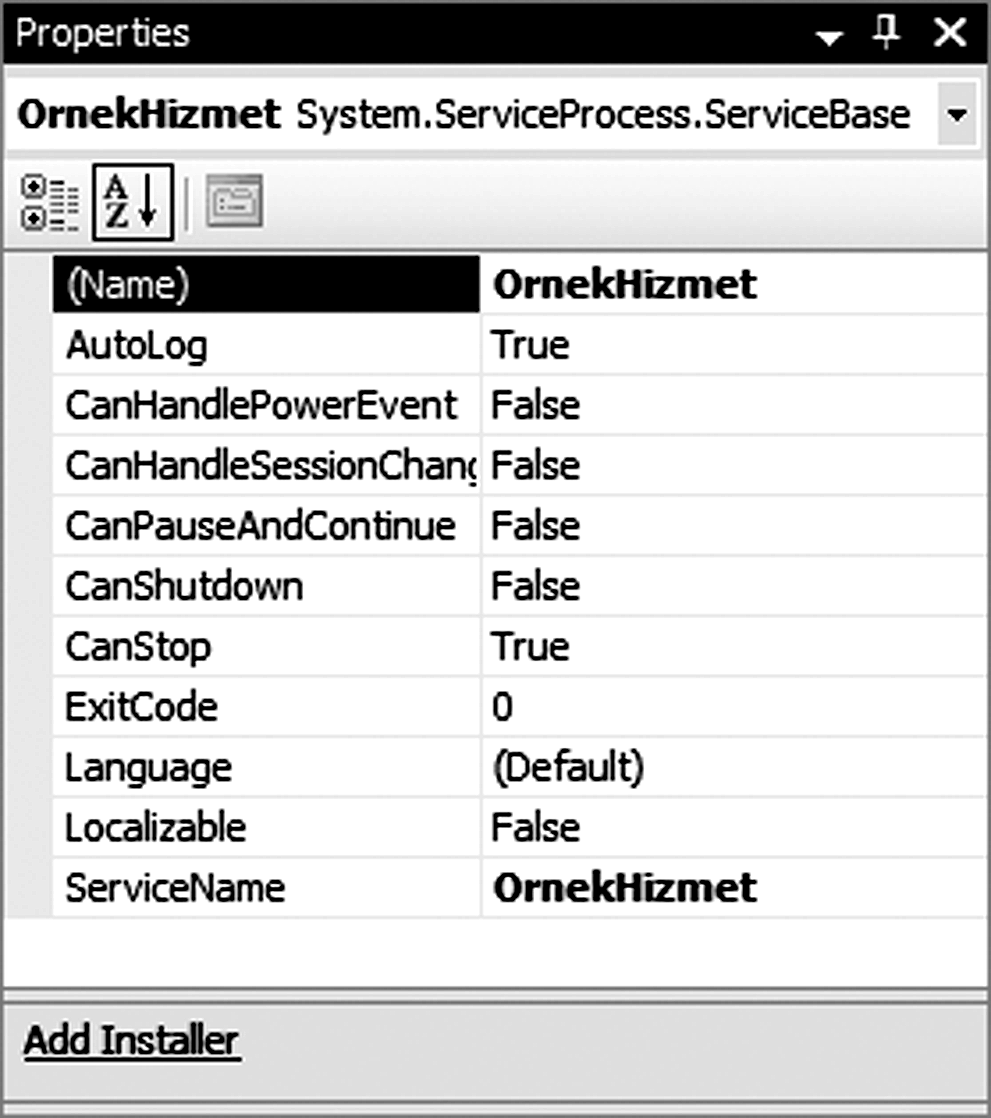 Properties
OrnekHizmet System.ServiceProcess.ServiceBase
A
Z
(Name) OrnekHizmet
AutoLog True
CanHandlePowerEvent False
CanHandleSessionChang False
CanPauseAndContinue False
CanShutdown False
CanStop True
ExitCode 0
Language (Default)
Localizable False
ServiceName OrnekHizmet
Add Installer